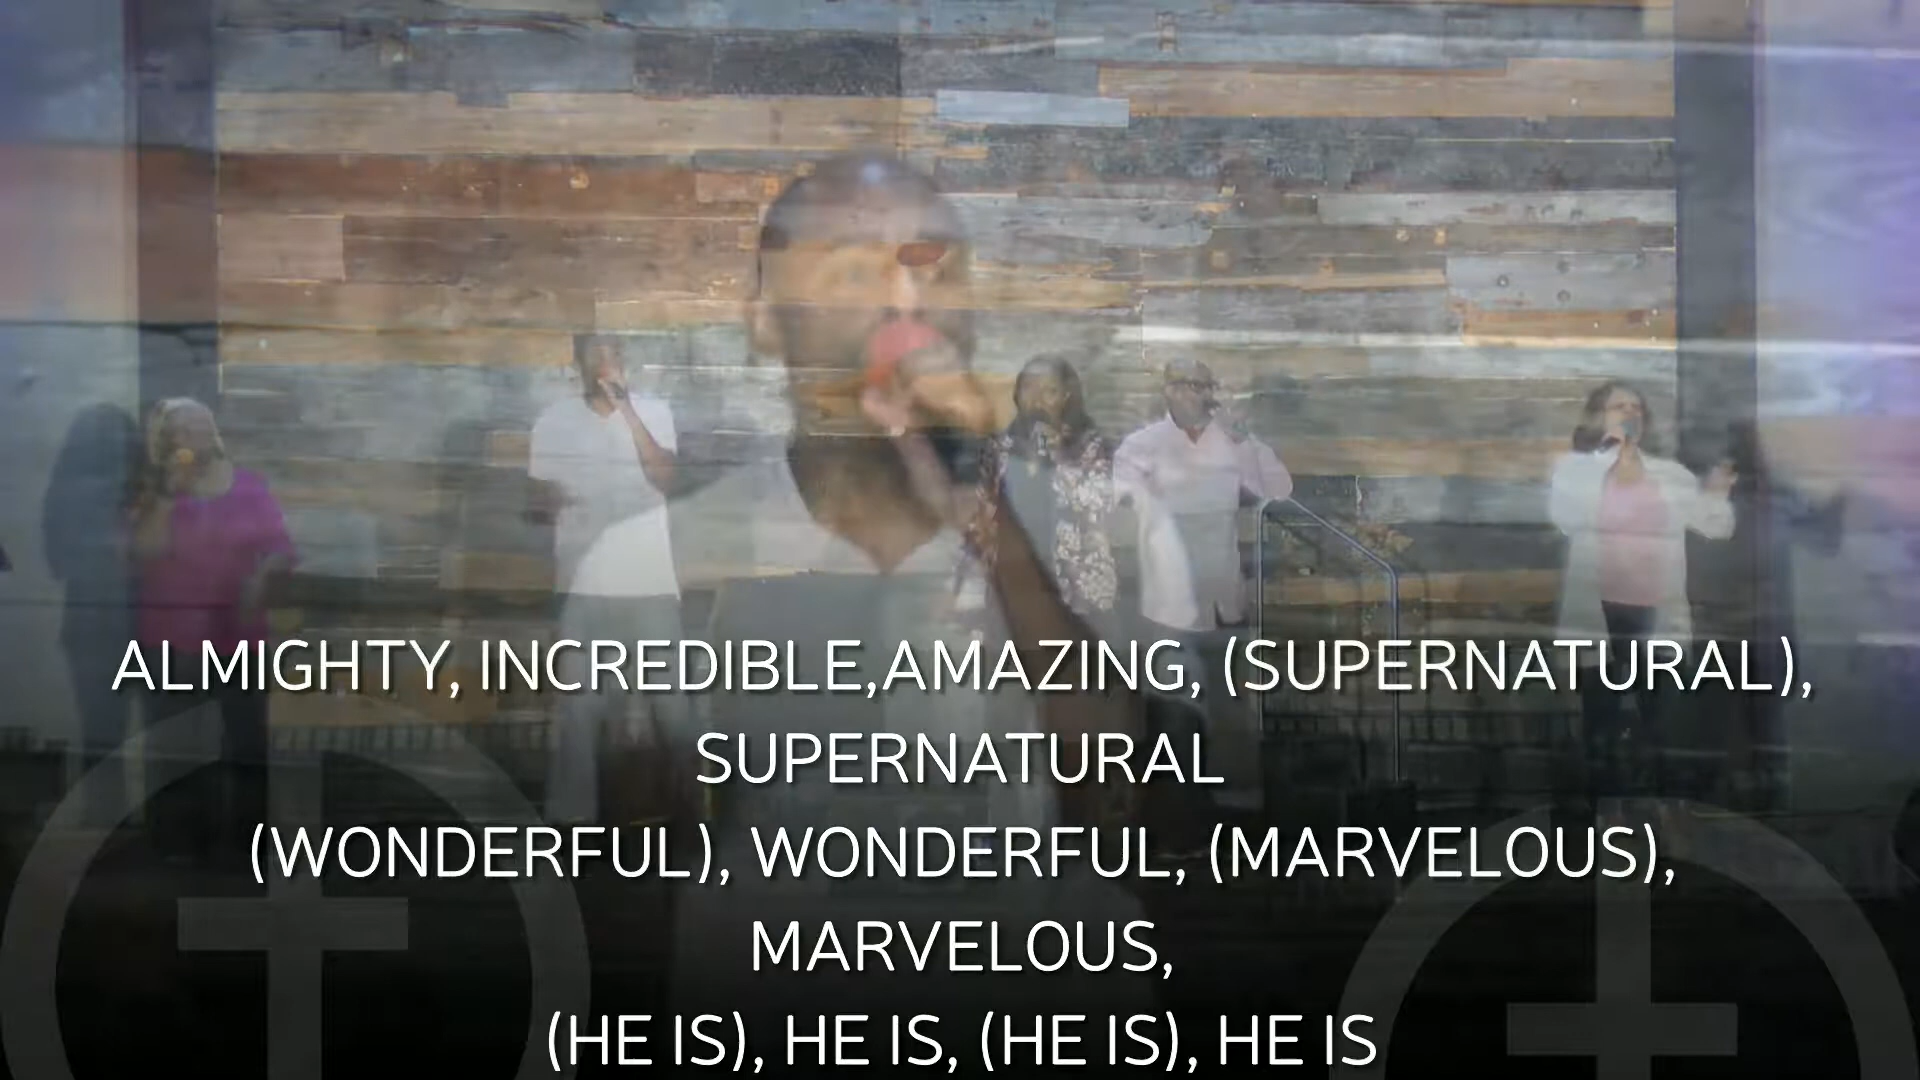 ALMIGHTY, INCREDIBLE,AMAZING, (SUPERNATURAL),
SUPERNATURAL
(WONDERFUL), WONDERFUL, (MARVELOUS),
MARVELOUS,
(HE IS), HE IS, (HE IS), HE IS